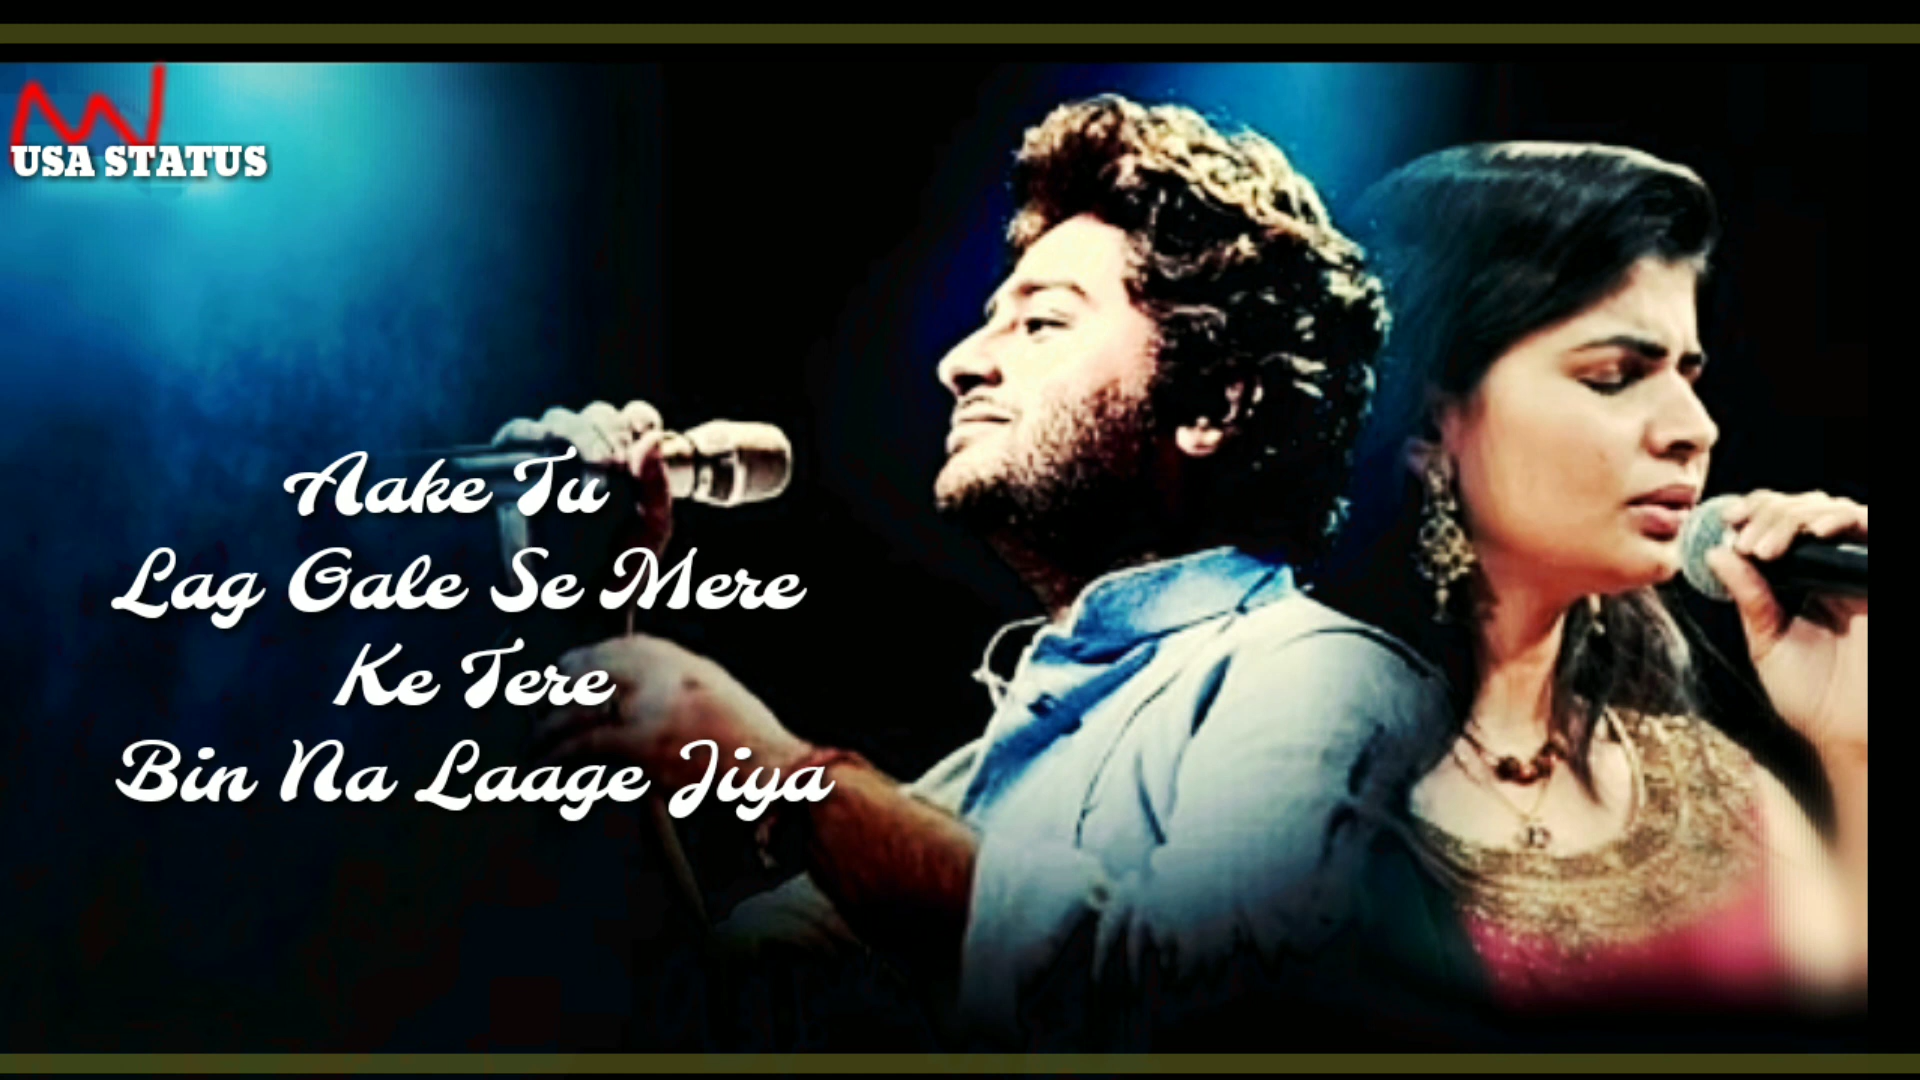 USA STATUS
Aake Tu
Lag Gale Se Mere
Ke Tere
Bin Na Laage Jiya